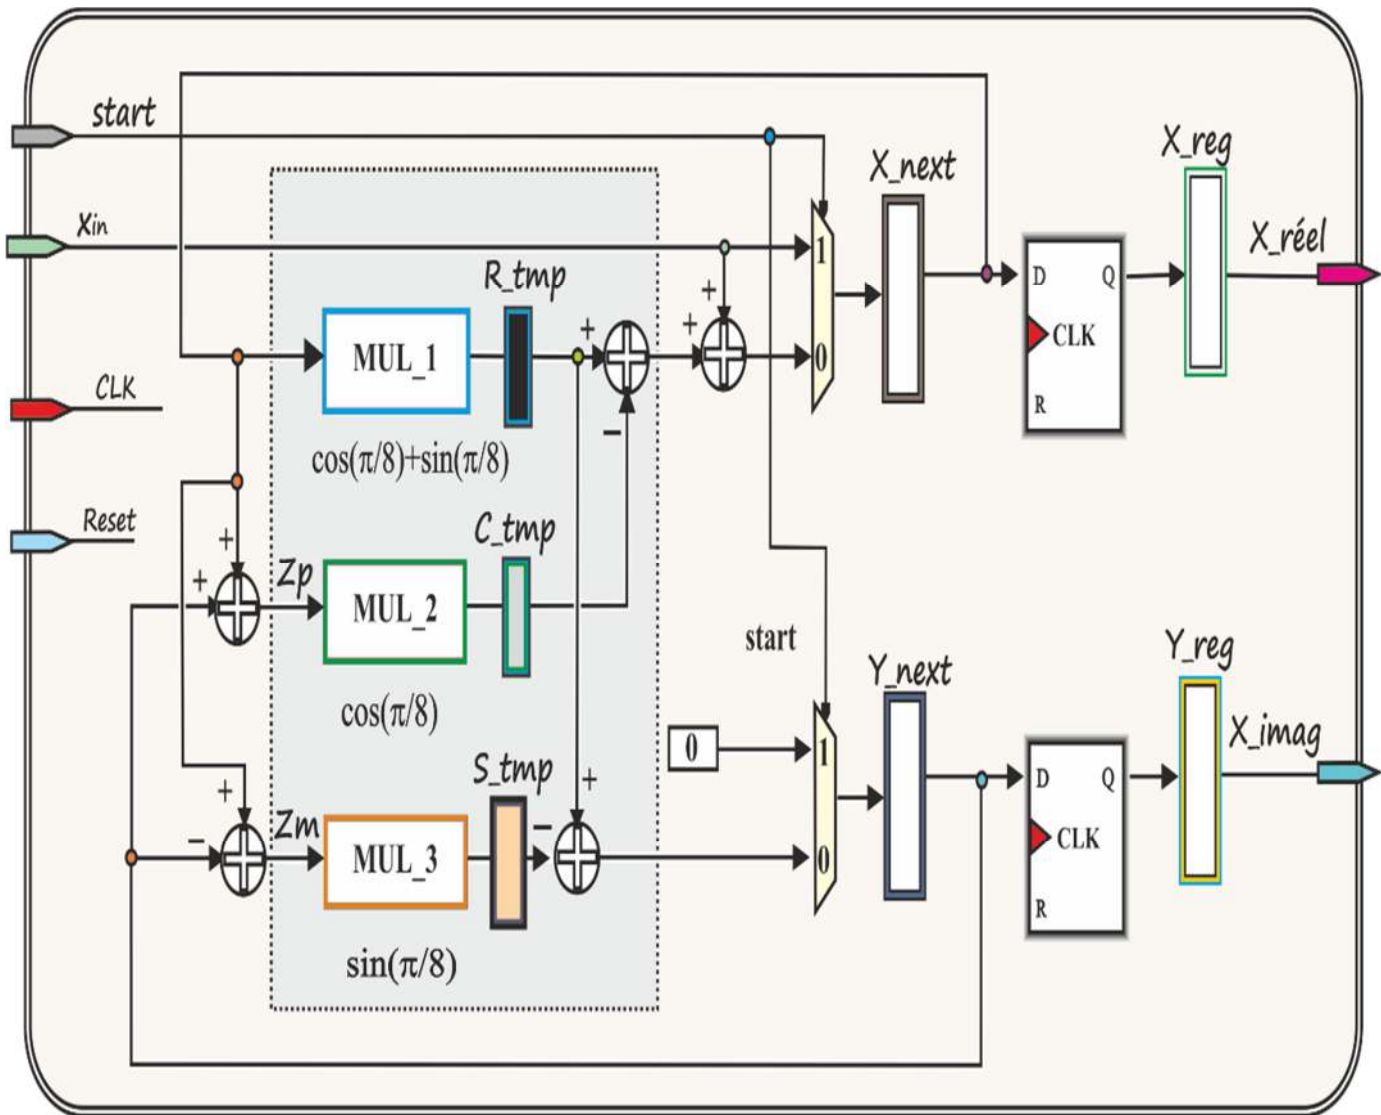 start
X_reg
X_next
Xin
X_réel
1
R_tmp
D
Q
+
+
+
MUL_1
0
CLK
CLK
R
−
cos(π/8)+sin(π/8)
Reset
C_tmp
+
+
Zp
MUL_2
start
Y_reg
Y_next
cos(π/8)
X_imag
0
1
S_tmp
D
Q
+
+
−
Zm
−
MUL_3
0
CLK
R
sin(π/8)